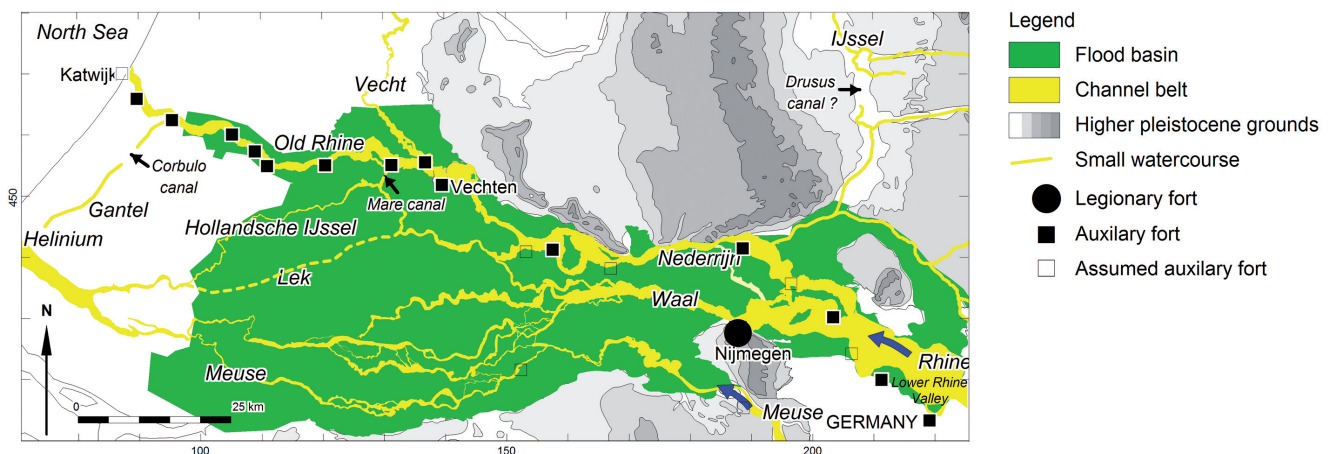 North Sea
Katwijk
Vecht
IJssel
Drusus
canal ?
Old Rhine
Corbulo
canal
Vechten
Mare canal
450
Gantel
Hollandsche IJssel
Helinium
Nederrijn
Lek
Waal
N
Nijmegen
Rhine
Meuse
Lower Rhine
Valley
0
25 km
Meuse
GERMANY
100
150
200
Legend
Flood basin
Channel belt
Higher pleistocene grounds
Small watercourse
Legionary fort
Auxilary fort
Assumed auxilary fort